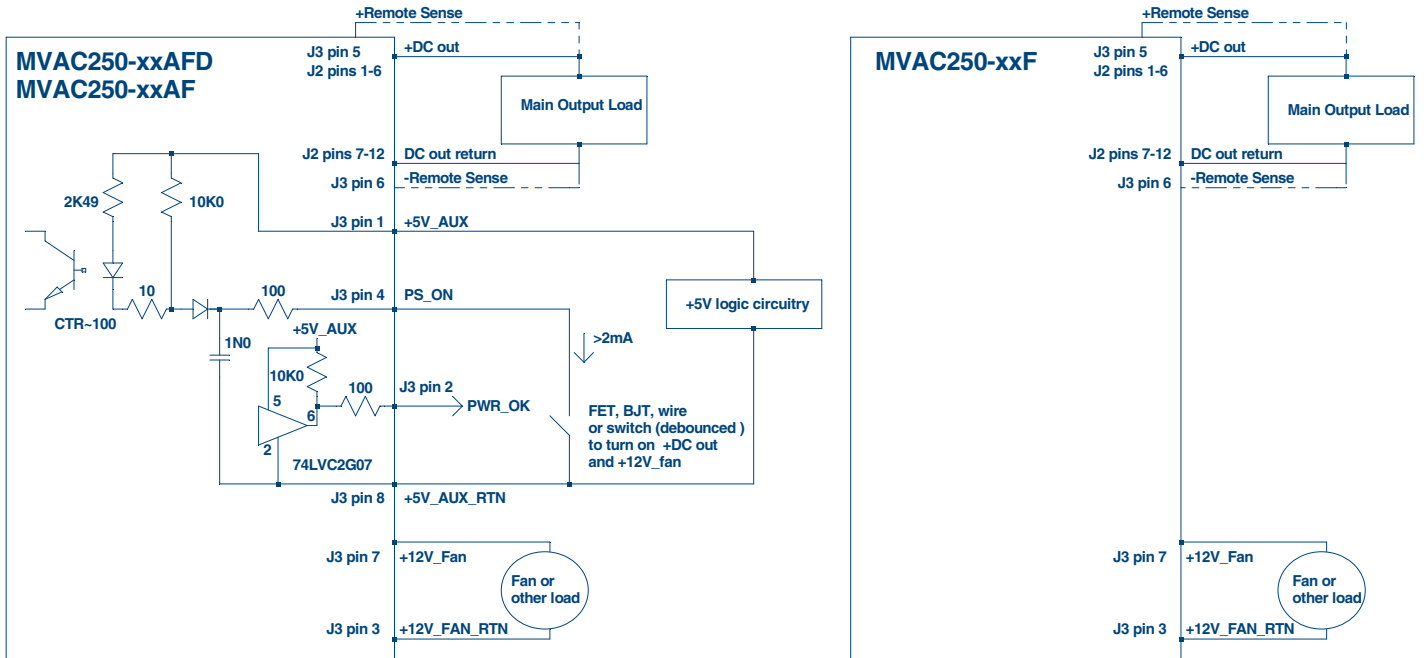 +Remote Sense
J3 pin 5
+DC out
J2 pins 1-6
MVAC250-xxAFD
MVAC250-xxAF
Main Output Load
J2 pins 7-12
DC out return
J3 pin 6
-Remote Sense
2K49
10K0
J3 pin 1
+5V_AUX
10
100
J3 pin 4
PS_ON
+5V logic circuitry
CTR~100
+5V_AUX
1N0
>2mA
10K0
100
J3 pin 2
5
6
PWR_OK
2
74LVC2G07
FET, BJT, wire
or switch (debounced )
to turn on +DC out
and +12V_fan
J3 pin 8
+5V_AUX_RTN
J3 pin 7
+12V_Fan
Fan or
other load
J3 pin 3
+12V_FAN_RTN
+Remote Sense
MVAC250-xxF
J3 pin 5
+DC out
J2 pins 1-6
Main Output Load
J2 pins 7-12
DC out return
J3 pin 6
-Remote Sense
J3 pin 7
+12V_Fan
Fan or
other load
J3 pin 3
+12V_FAN_RTN